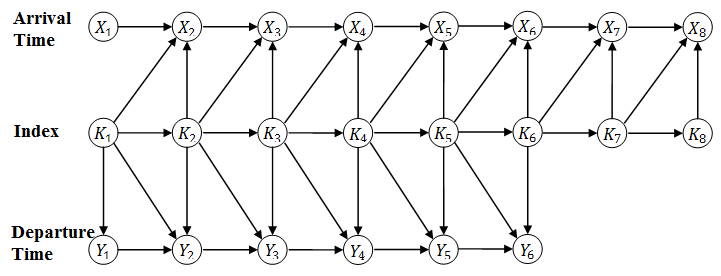 Arrival
Time
X₁ X₂ X₃ X₄ X₅ X₆ X₇ X₈
Index
K₁ K₂ K₃ K₄ K₅ K₆ K₇ K₈
Departure
Time
Y₁ Y₂ Y₃ Y₄ Y₅ Y₆